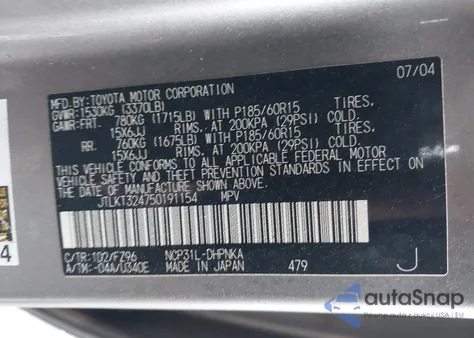 07/04
MFD. BY: TOYOTA MOTOR CORPORATION
GVWR: 1530KG (3370LB)
GAWR: FRT. 780KG (1715LB) WITH P185/60R15 TIRES,
15X6JJ RIMS, AT 200KPA (29PSI) COLD.
RR. 760KG (1675LB) WITH P185/60R15 TIRES,
15X6JJ RIMS, AT 200KPA (29PSI) COLD.
THIS VEHICLE CONFORMS TO ALL APPLICABLE FEDERAL MOTOR
VEHICLE SAFETY AND THEFT PREVENTION STANDARDS IN EFFECT ON
THE DATE OF MANUFACTURE SHOWN ABOVE.
JTLKT324750191154 MPV
C/TR: 1D2/FZ96 NCP31L-DHPNKA
A/TM: -04A/U340E MADE IN JAPAN 479 J
4
autoSnap